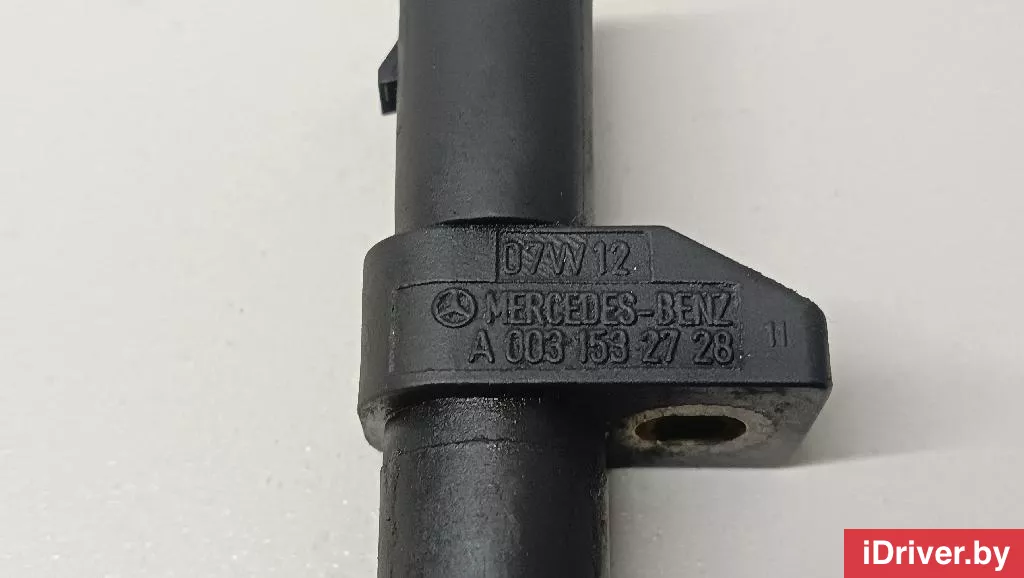 07W12
MERCEDES-BENZ
A 003 153 27 28
11
iDriver.by